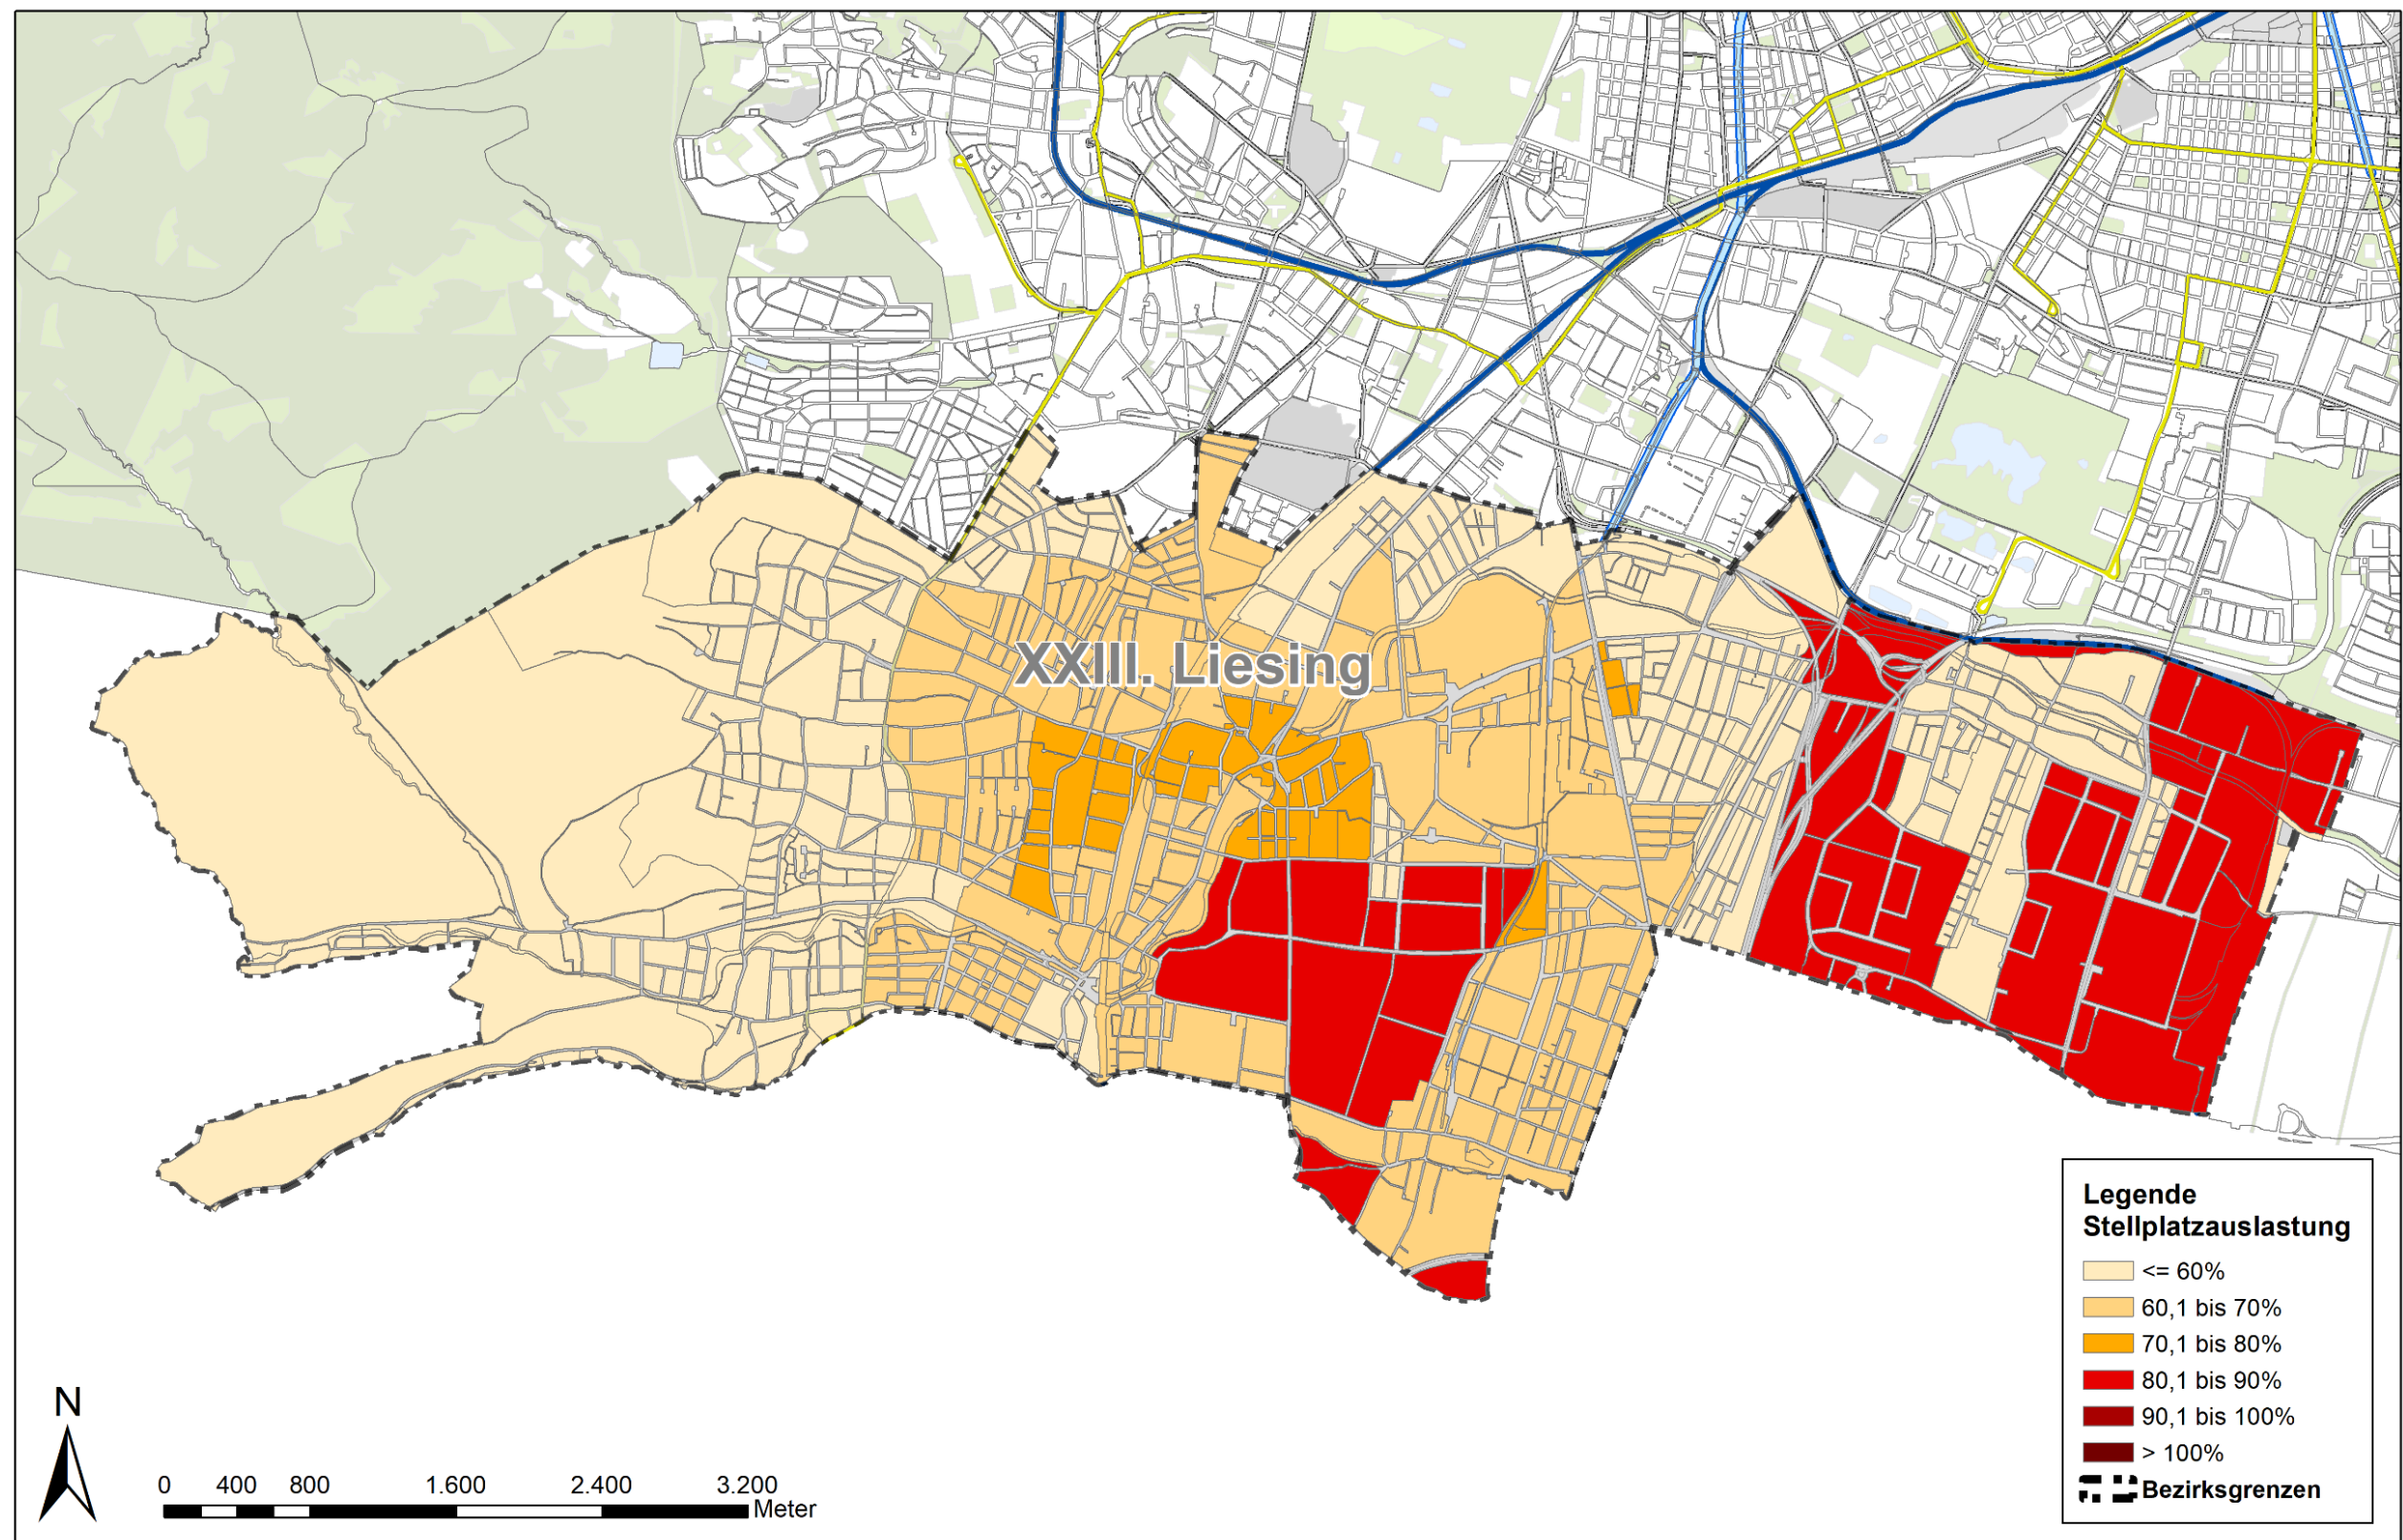 XXIII. Liesing
Legende
Stellplatzauslastung
<= 60%
60,1 bis 70%
70,1 bis 80%
80,1 bis 90%
90,1 bis 100%
> 100%
Bezirksgrenzen
N
0 400 800 1.600 2.400 3.200
Meter